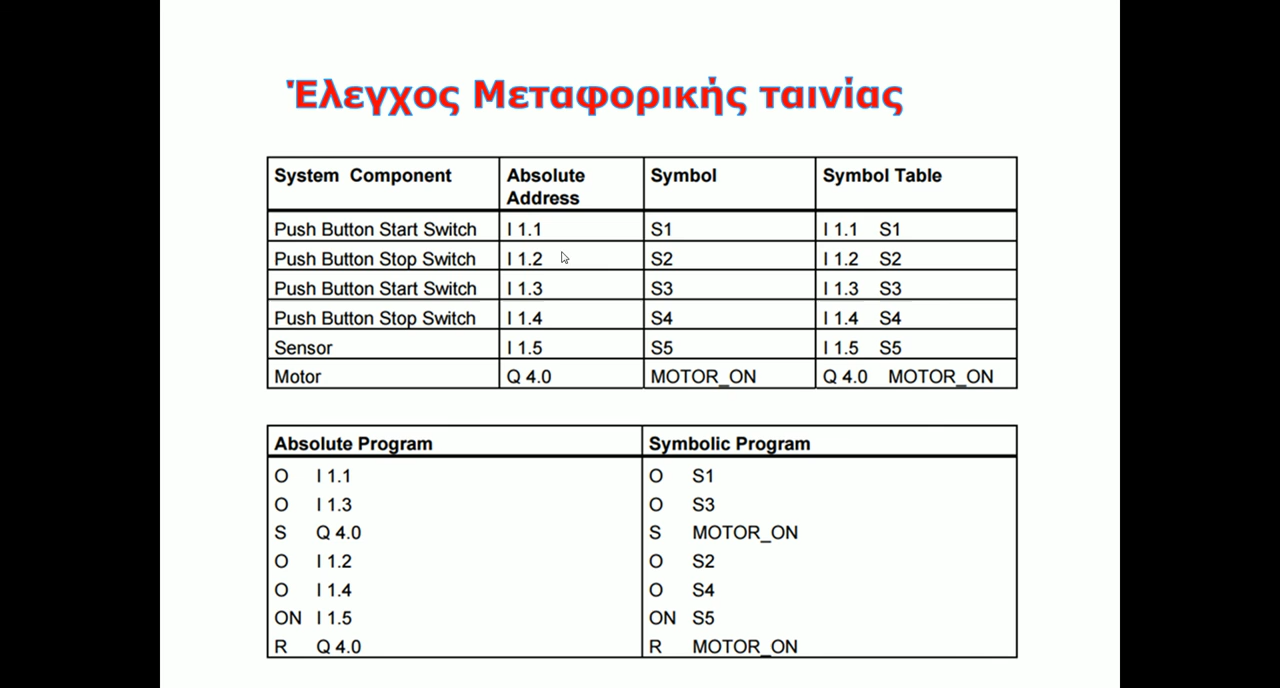 Έλεγχος Μεταφορικής ταινίας
System Component Absolute Address Symbol Symbol Table
Push Button Start Switch I 1.1 S1 I 1.1 S1
Push Button Stop Switch I 1.2 S2 I 1.2 S2
Push Button Start Switch I 1.3 S3 I 1.3 S3
Push Button Stop Switch I 1.4 S4 I 1.4 S4
Sensor I 1.5 S5 I 1.5 S5
Motor Q 4.0 MOTOR_ON Q 4.0 MOTOR_ON
Absolute Program Symbolic Program
O I 1.1 O S1
O I 1.3 O S3
S Q 4.0 S MOTOR_ON
O I 1.2 O S2
O I 1.4 O S4
ON I 1.5 ON S5
R Q 4.0 R MOTOR_ON